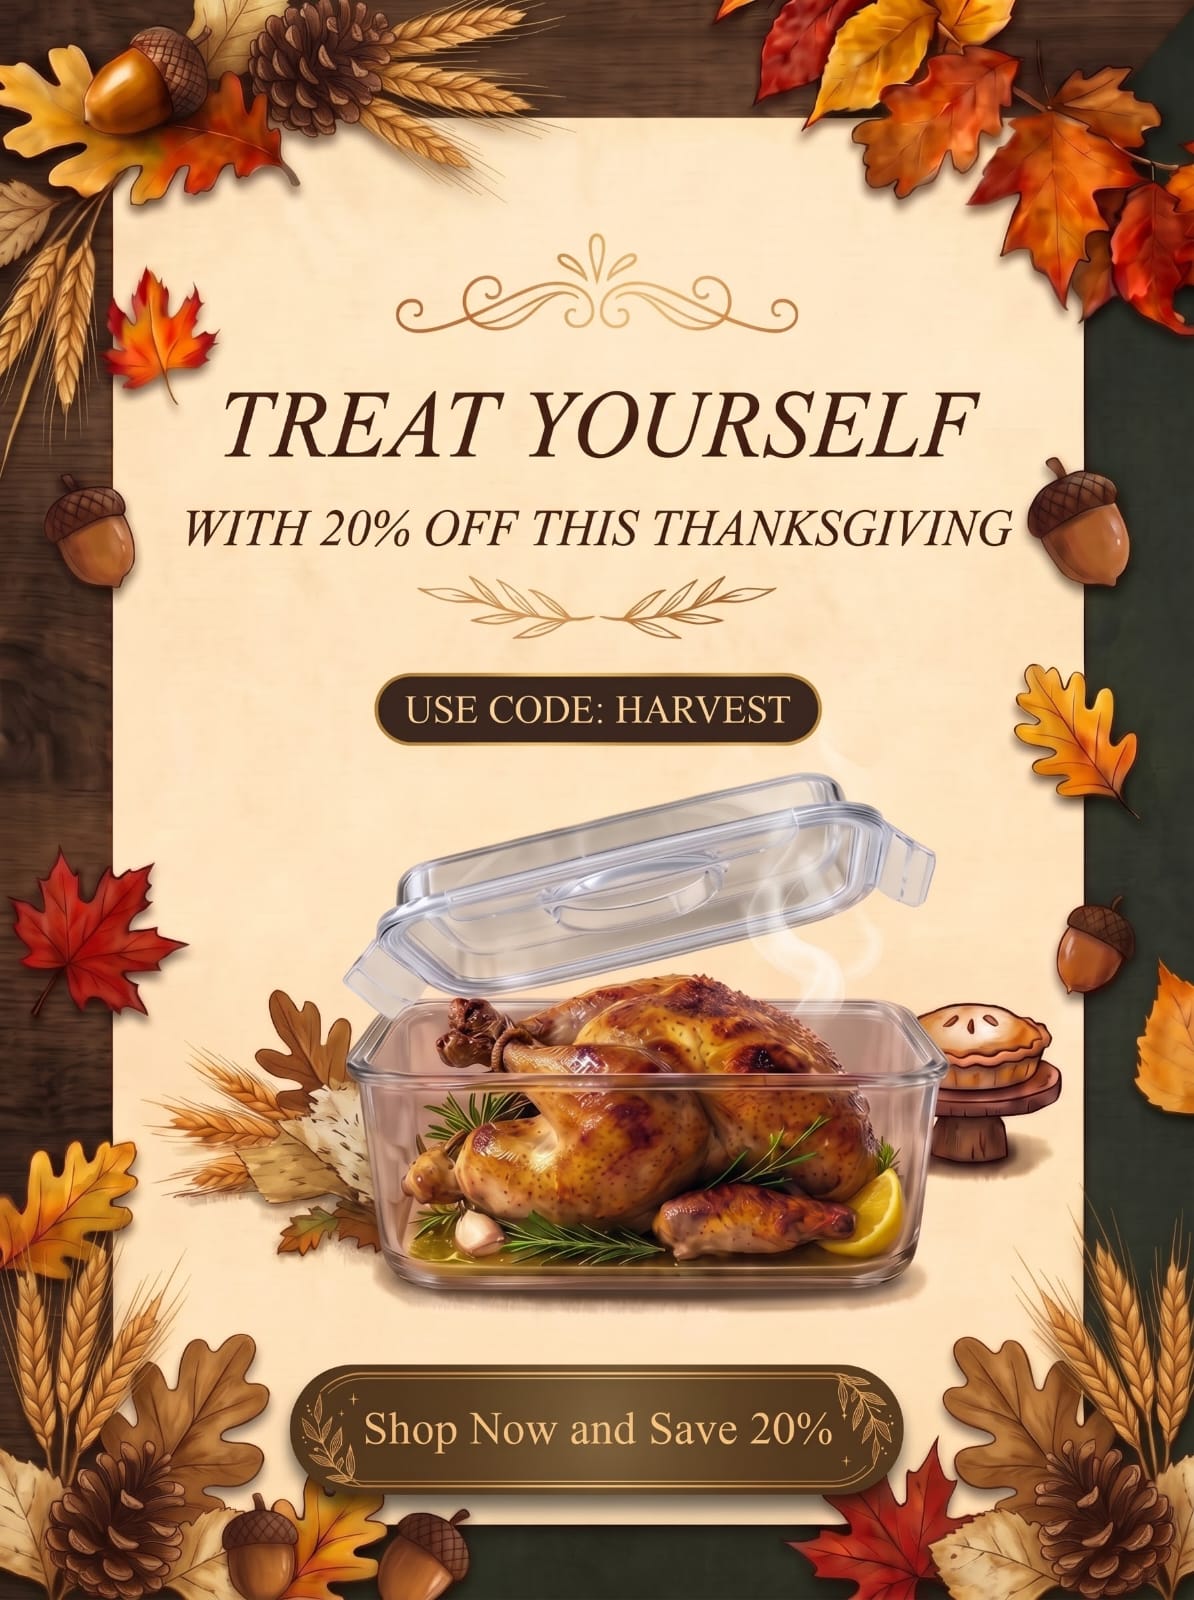 TREAT YOURSELF
WITH 20% OFF THIS THANKSGIVING
USE CODE: HARVEST
Shop Now and Save 20%